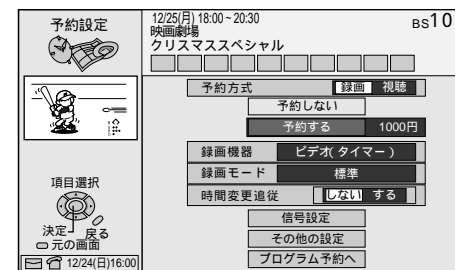 予約設定
12/25(月) 18:00~20:30
映画劇場
クリスマススペシャル
BS10
予約方式 録画 視聴
予約しない
予約する 1000円
録画機器 ビデオ(タイマー)
録画モード 標準
時間変更追従 しない する
信号設定
その他の設定
プログラム予約へ
項目選択
決定 戻る
元の画面
12/24(日)16:00